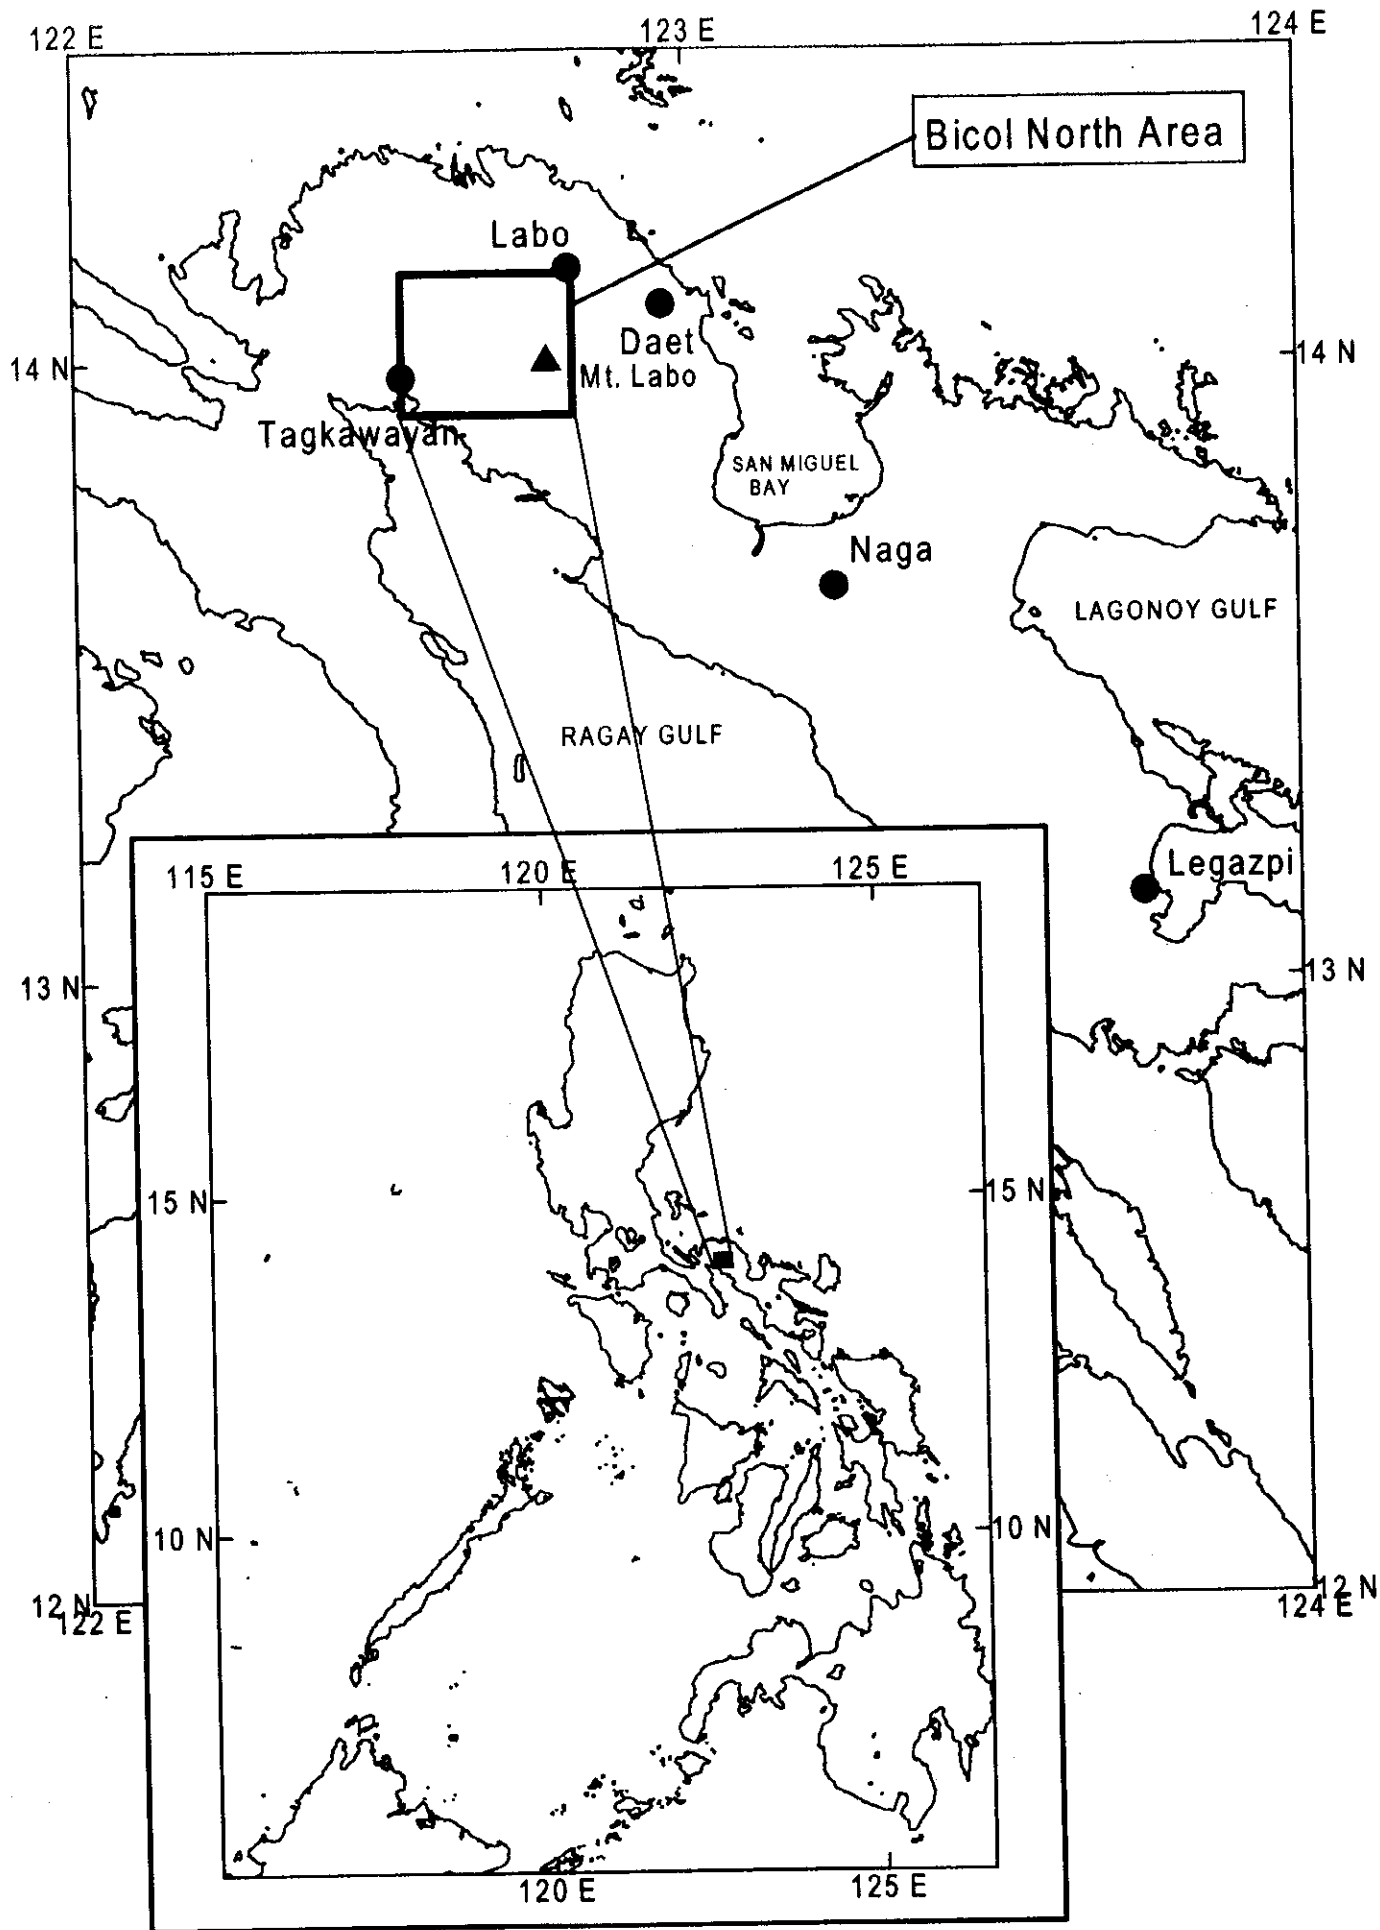 122 E
123 E
124 E
Bicol North Area
Labo
Daet
14 N
14 N
Mt. Labo
Tagkawayan
SAN MIGUEL
BAY
Naga
LAGONOY GULF
RAGAY GULF
Legazpi
115 E
120 E
125 E
13 N
13 N
15 N
15 N
10 N
10 N
12 N
122 E
12 N
124 E
120 E
125 E